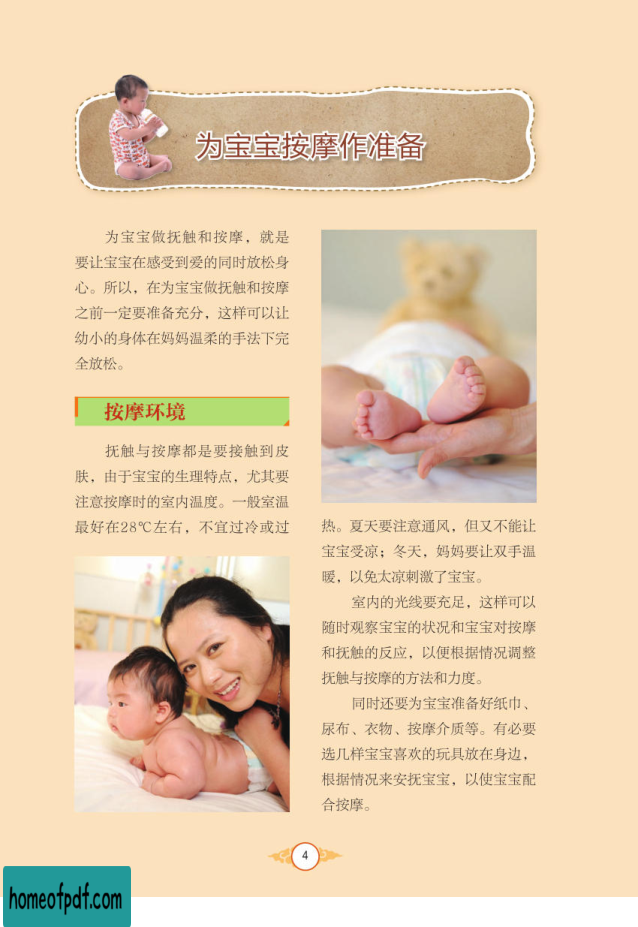 为宝宝按摩作准备
为宝宝做抚触和按摩，就是
要让宝宝在感受到爱的同时放松身
心。所以，在为宝宝做抚触和按摩
之前一定要准备充分，这样可以让
幼小的身体在妈妈温柔的手法下完
全放松。
按摩环境
抚触与按摩都是要接触到皮
肤，由于宝宝的生理特点，尤其要
注意按摩时的室内温度。一般室温
最好在28℃左右，不宜过冷或过
热。夏天要注意通风，但又不能让
宝宝受凉；冬天，妈妈要让双手温
暖，以免太凉刺激了宝宝。
室内的光线要充足，这样可以
随时观察宝宝的状况和宝宝对按摩
和抚触的反应，以便根据情况调整
抚触与按摩的方法和力度。
同时还要为宝宝准备好纸巾、
尿布、衣物、按摩介质等。有必要
选几样宝宝喜欢的玩具放在身边，
根据情况来安抚宝宝，以使宝宝配
合按摩。
4
homeofpdf.com